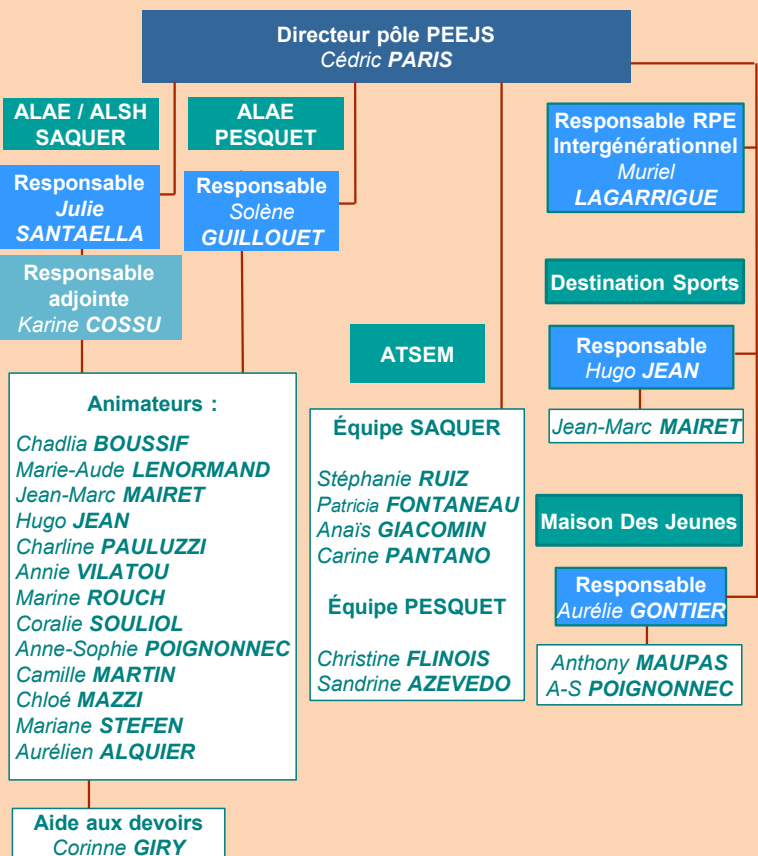 Directeur pôle PEEJS
Cédric PARIS
ALAE / ALSH
SAQUER
Responsable
Julie
SANTAELLA
Responsable
adjointe
Karine COSSU
ALAE
PESQUET
Responsable
Solène
GUILLOUET
Animateurs :
Chadlia BOUSSIF
Marie-Aude LENORMAND
Jean-Marc MAIRET
Hugo JEAN
Charline PAULUZZI
Annie VILATOU
Marine ROUCH
Coralie SOULIOL
Anne-Sophie POIGNONNEC
Camille MARTIN
Chloé MAZZI
Mariane STEFEN
Aurélien ALQUIER
Aide aux devoirs
Corinne GIRY
ATSEM
Équipe SAQUER
Stéphanie RUIZ
Patricia FONTANEAU
Anaïs GIACOMIN
Carine PANTANO
Équipe PESQUET
Christine FLINOIS
Sandrine AZEVEDO
Responsable RPE
Intergénérationnel
Muriel
LAGARRIGUE
Destination Sports
Responsable
Hugo JEAN
Jean-Marc MAIRET
Maison Des Jeunes
Responsable
Aurélie GONTIER
Anthony MAUPAS
A-S POIGNONNEC